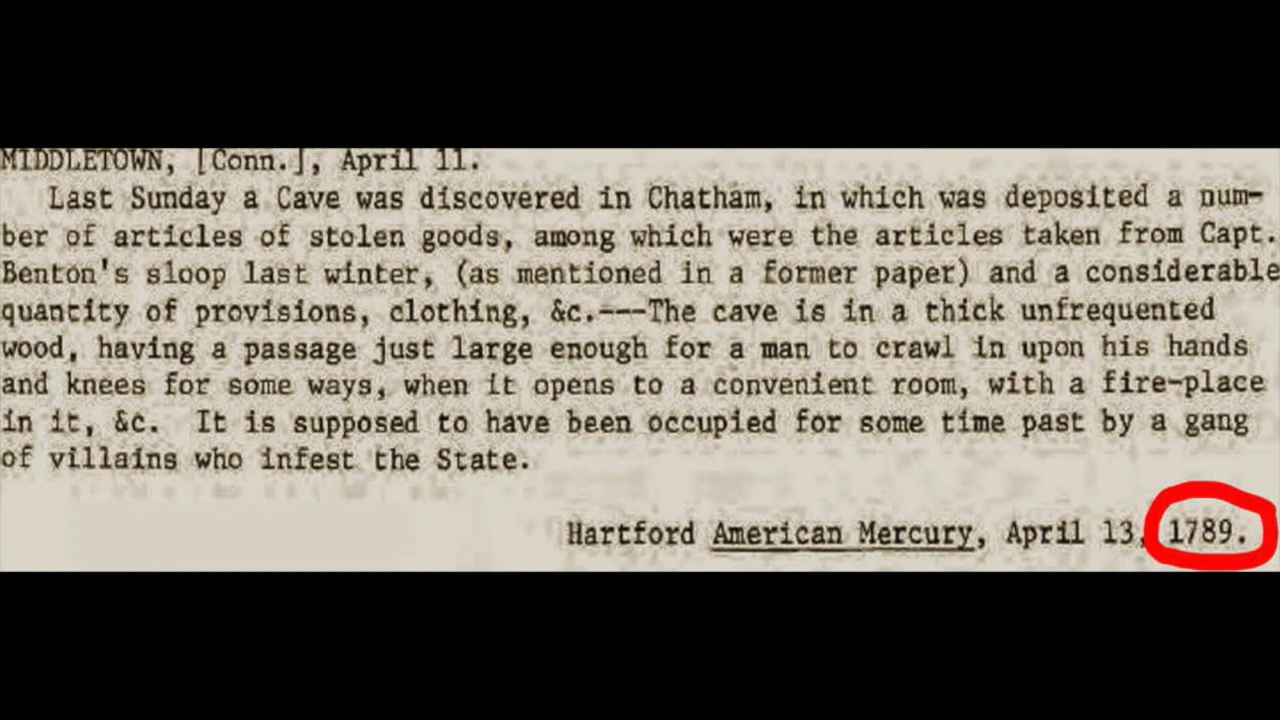 MIDDLETOWN, [Conn.], April 11.
Last Sunday a Cave was discovered in Chatham, in which was deposited a num-
ber of articles of stolen goods, among which were the articles taken from Capt.
Benton's sloop last winter, (as mentioned in a former paper) and a considerable
quantity of provisions, clothing, &c.---The cave is in a thick unfrequented
wood, having a passage just large enough for a man to crawl in upon his hands
and knees for some ways, when it opens to a convenient room, with a fire-place
in it, &c. It is supposed to have been occupied for some time past by a gang
of villains who infest the State.
Hartford American Mercury, April 13, 1789.